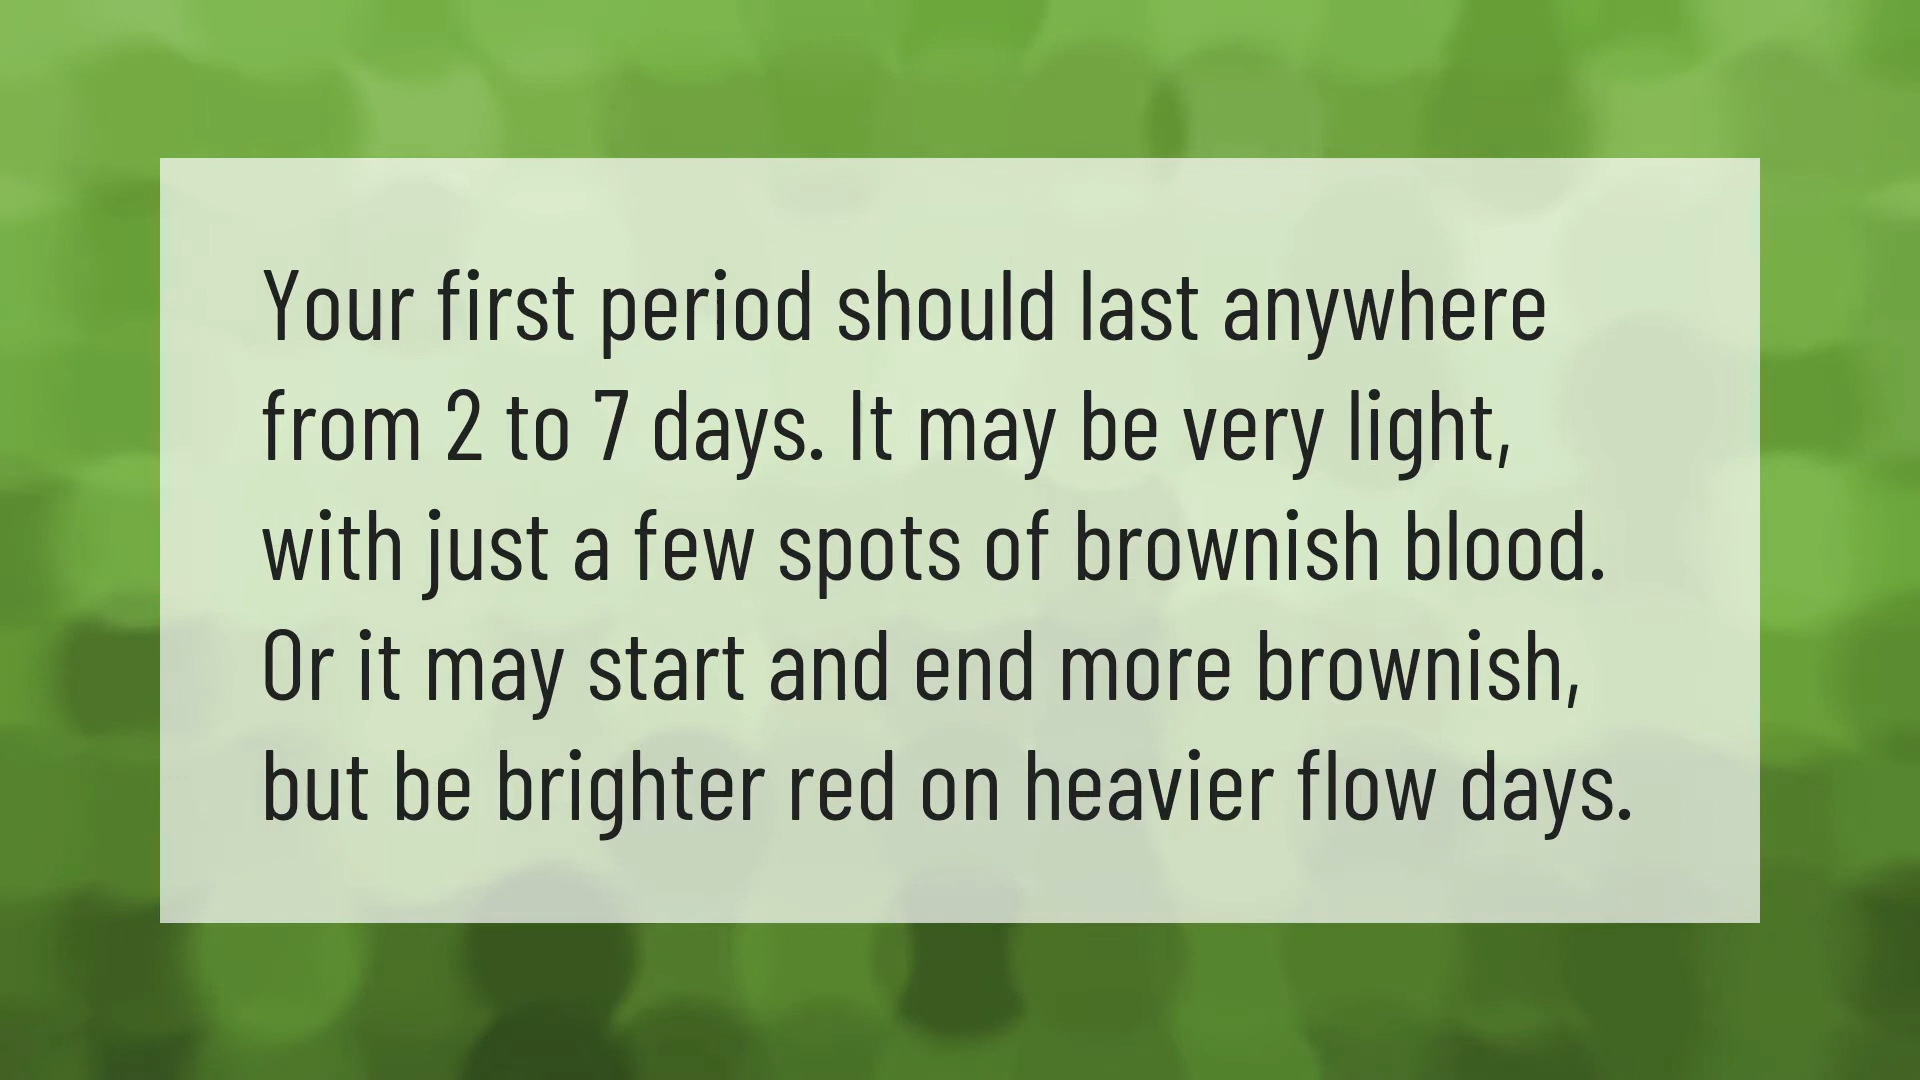 Your first period should last anywhere
from 2 to 7 days. It may be very light,
with just a few spots of brownish blood.
Or it may start and end more brownish,
but be brighter red on heavier flow days.